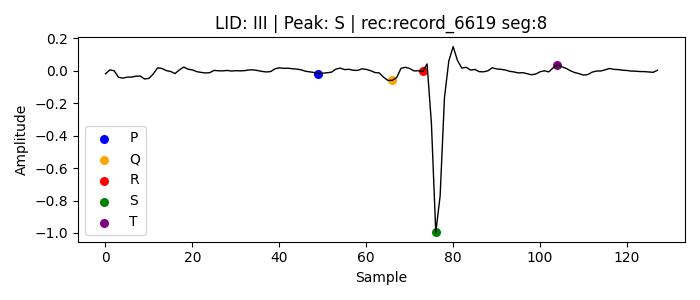 LID: III | Peak: S | rec:record_6619 seg:8
0.2
0.0
−0.2
−0.4
−0.6
−0.8
−1.0
Amplitude
P
Q
R
S
T
0 20 40 60 80 100 120
Sample